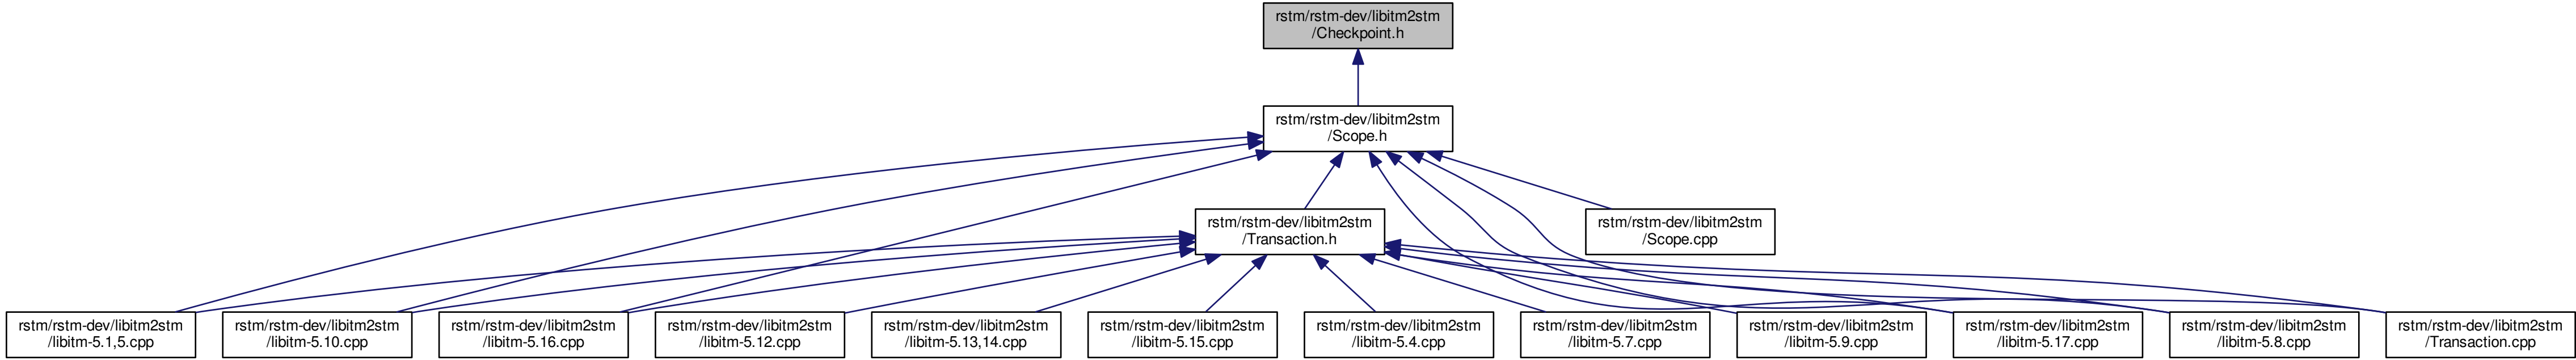 rstm/rstm-dev/libitm2stm
/Checkpoint.h
rstm/rstm-dev/libitm2stm
/Scope.h
rstm/rstm-dev/libitm2stm
/Transaction.h
rstm/rstm-dev/libitm2stm
/Scope.cpp
rstm/rstm-dev/libitm2stm
/libitm-5.1,5.cpp
rstm/rstm-dev/libitm2stm
/libitm-5.10.cpp
rstm/rstm-dev/libitm2stm
/libitm-5.16.cpp
rstm/rstm-dev/libitm2stm
/libitm-5.12.cpp
rstm/rstm-dev/libitm2stm
/libitm-5.13,14.cpp
rstm/rstm-dev/libitm2stm
/libitm-5.15.cpp
rstm/rstm-dev/libitm2stm
/libitm-5.4.cpp
rstm/rstm-dev/libitm2stm
/libitm-5.7.cpp
rstm/rstm-dev/libitm2stm
/libitm-5.9.cpp
rstm/rstm-dev/libitm2stm
/libitm-5.17.cpp
rstm/rstm-dev/libitm2stm
/libitm-5.8.cpp
rstm/rstm-dev/libitm2stm
/Transaction.cpp